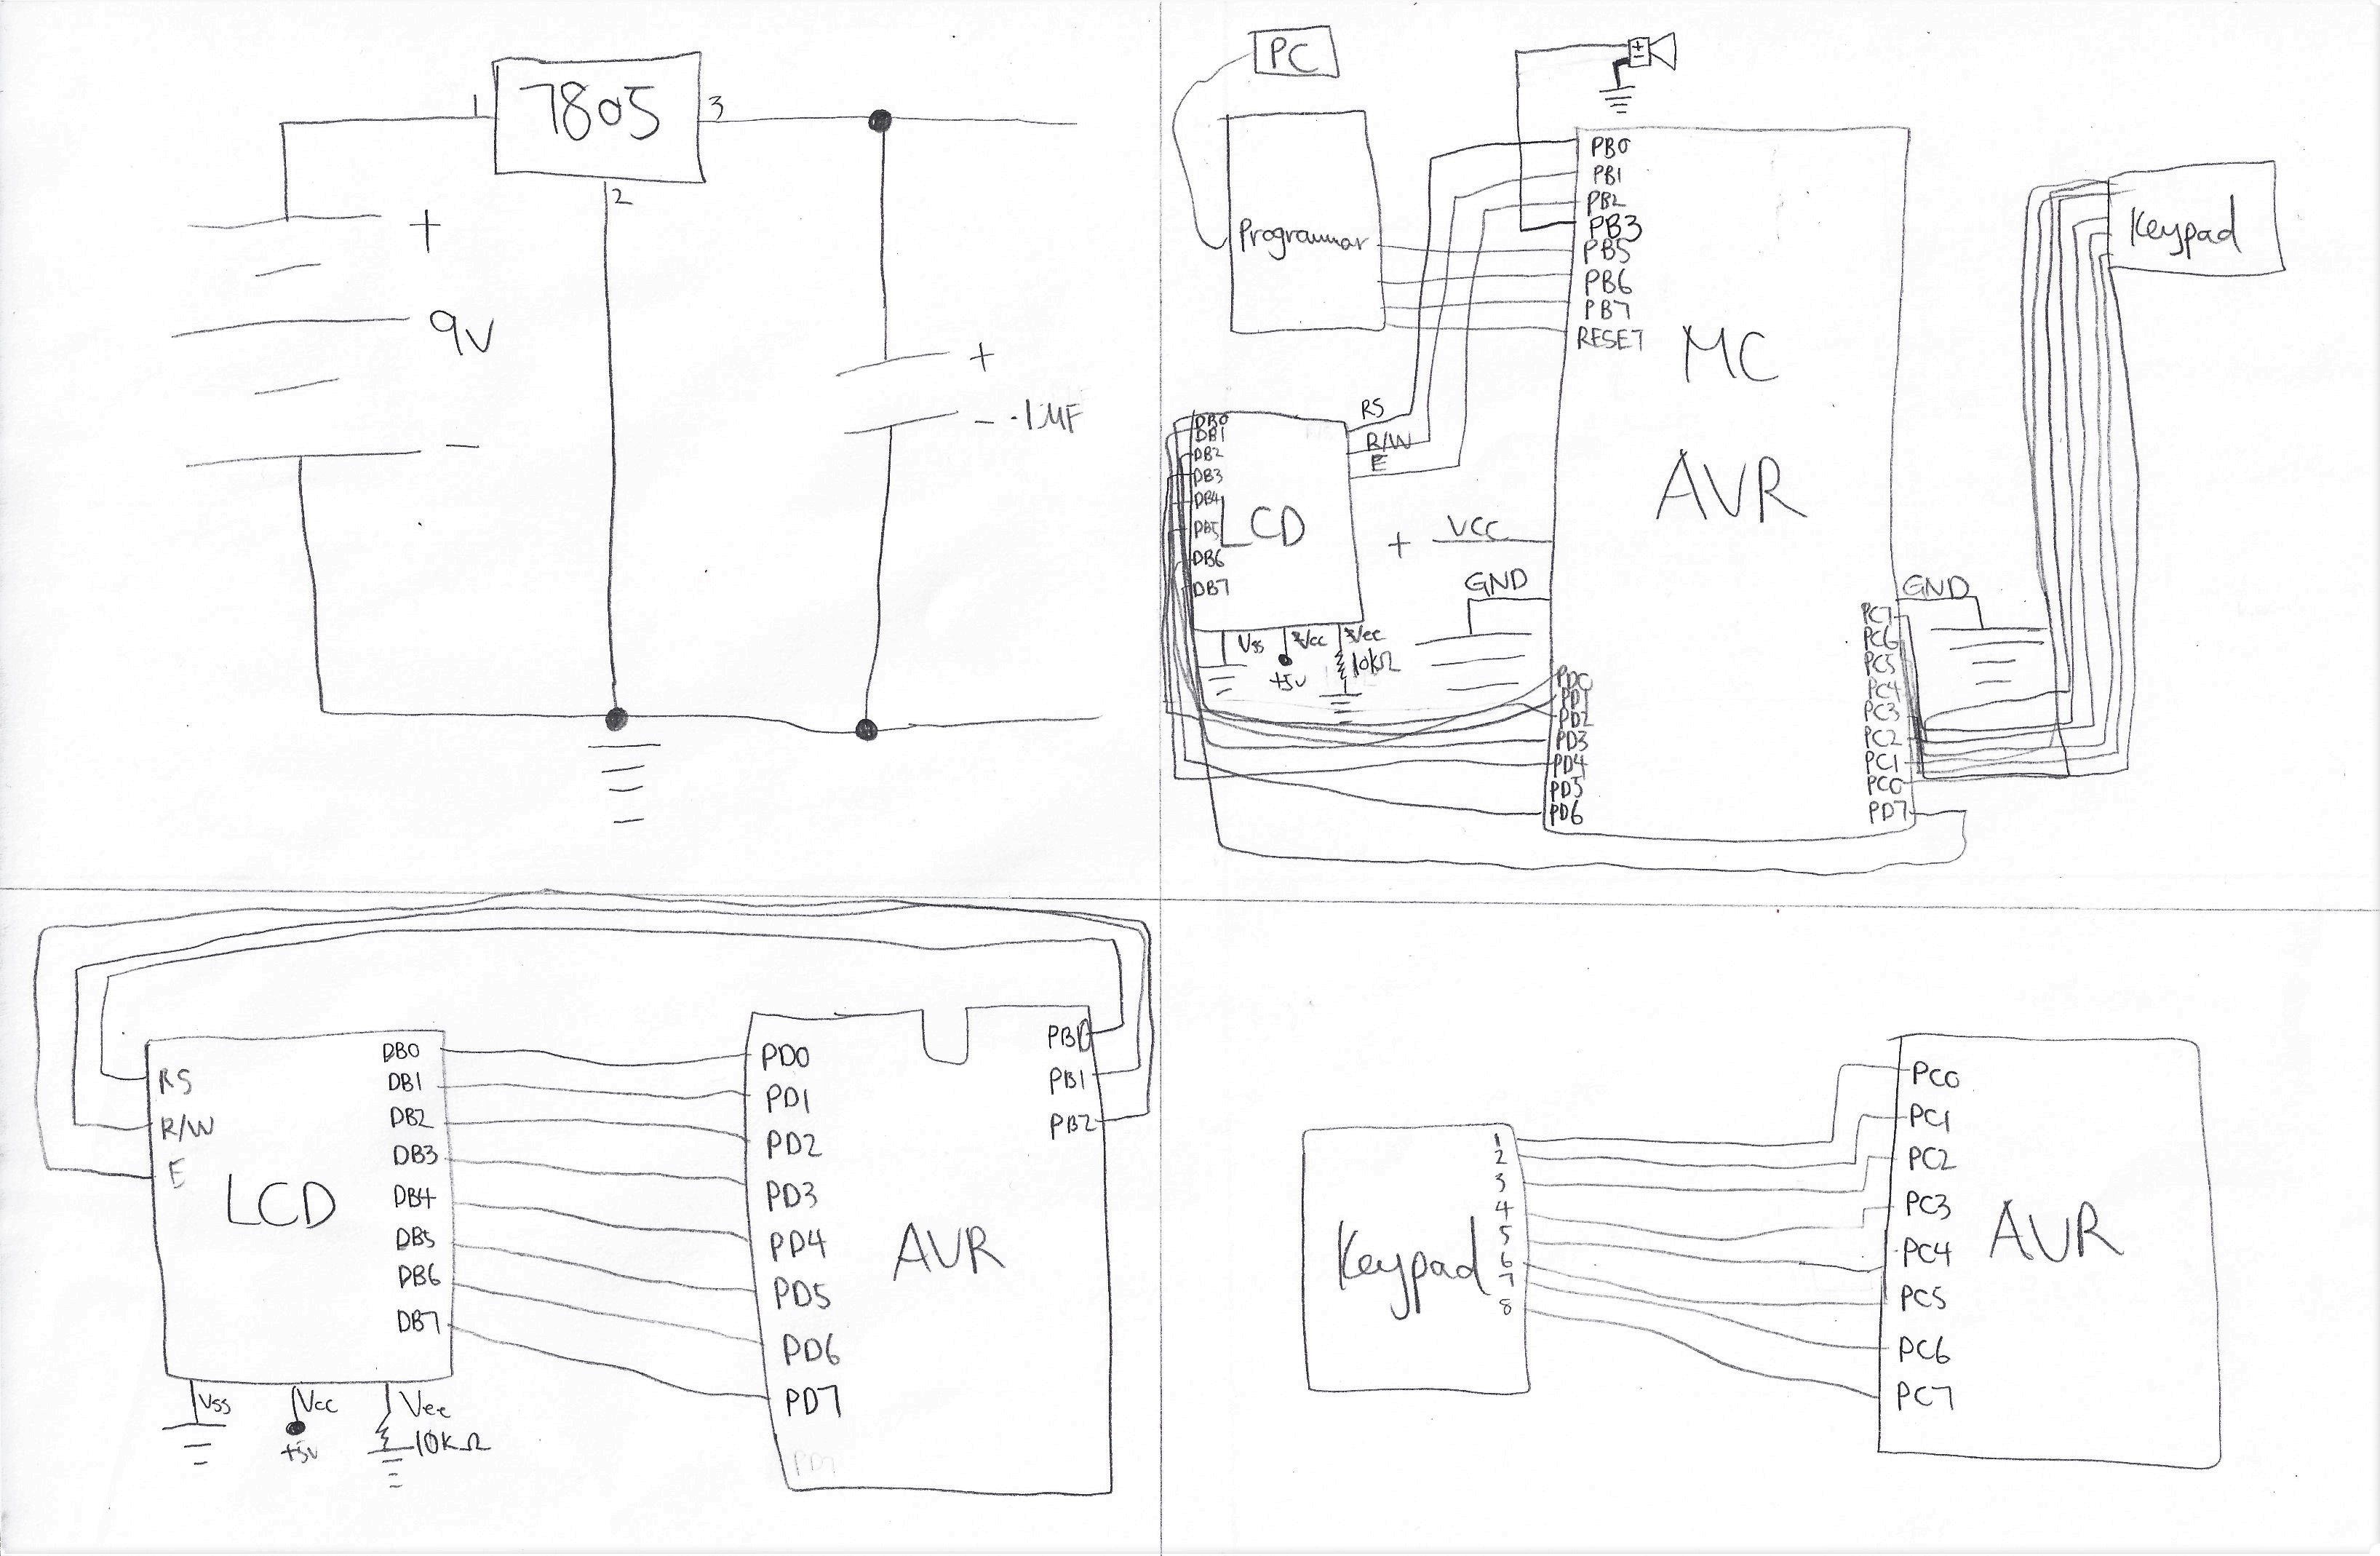 7805
1
3
2
+
9V
-
+
- .1MF
PC
+
-
Programmar
PB0
PB1
PB2
PB3
PB5
PB6
PB7
RESET
MC
AVR
Keypad
RS
R/W
E
DB0
DB1
DB2
DB3
DB4
DB5
DB6
DB7
LCD
Vss
Vcc
Vee
+5v
10kΩ
+ VCC
GND
GND
PD0
PD1
PD2
PD3
PD4
PD5
PD6
PC7
PC6
PC5
PC4
PC3
PC2
PC1
PC0
PD7
RS
R/W
E
LCD
DB0
DB1
DB2
DB3
DB4
DB5
DB6
DB7
Vss
Vcc
Vee
+5v
10kΩ
PD0
PD1
PD2
PD3
PD4
PD5
PD6
PD7
PD7
PB0
PB1
PB2
AVR
Keypad
1
2
3
4
5
6
7
8
PC0
PC1
PC2
PC3
PC4
PC5
PC6
PC7
AVR